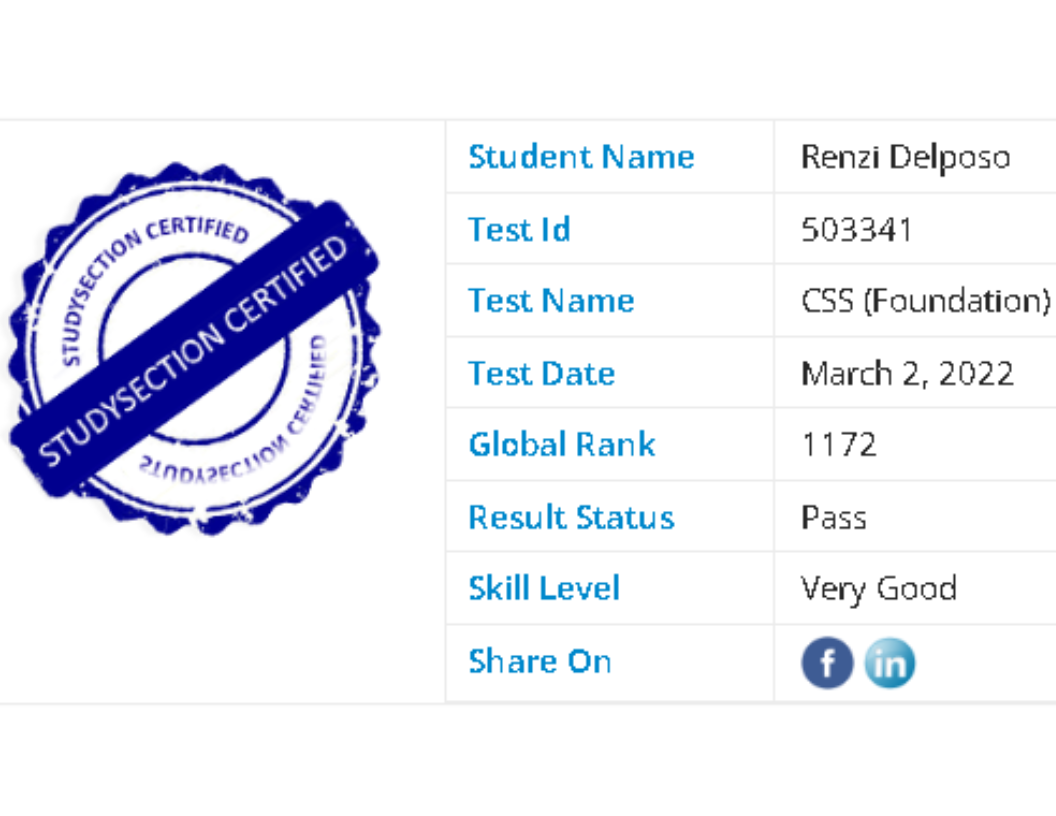 STUDYSECTION CERTIFIED
STUDYSECTION CERTIFIED
STUDYSECTION CERTIFIED
Student Name Renzi Delposo
Test Id 503341
Test Name CSS (Foundation)
Test Date March 2, 2022
Global Rank 1172
Result Status Pass
Skill Level Very Good
Share On f in